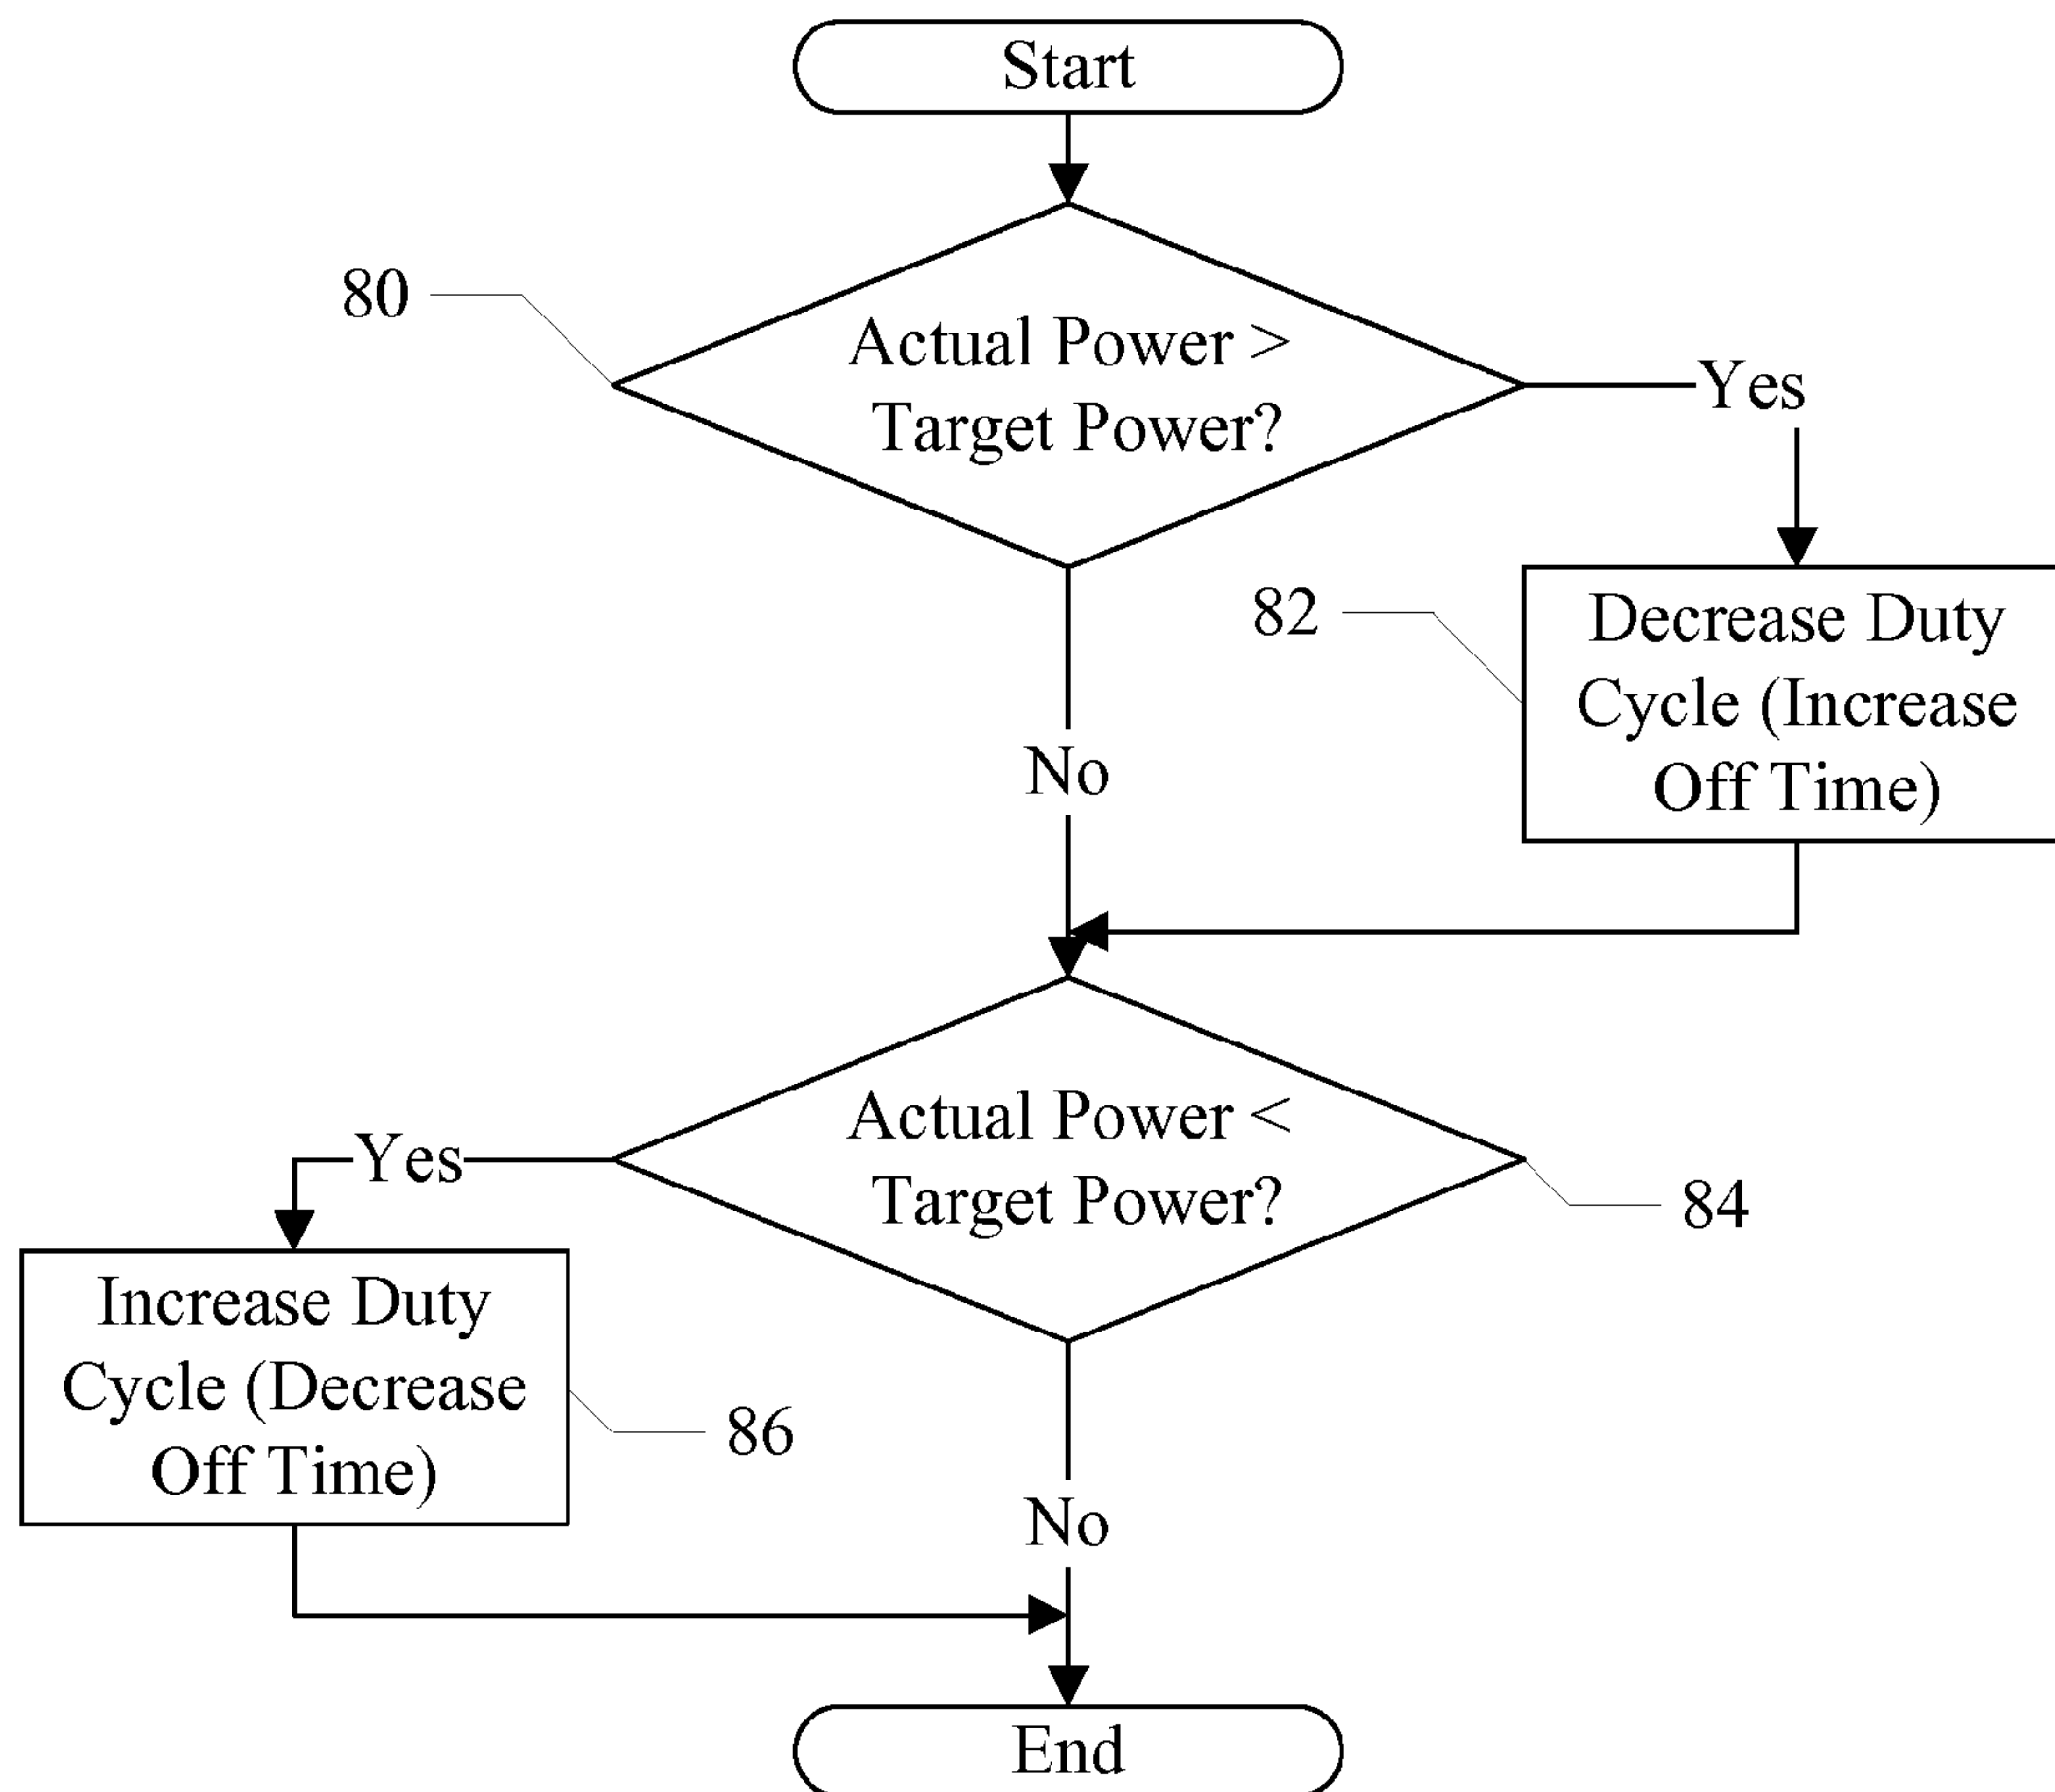 Start
80
Actual Power >
Target Power?
Yes
82
Decrease Duty
Cycle (Increase
Off Time)
No
Actual Power <
Target Power?
Yes
84
Increase Duty
Cycle (Decrease
Off Time)
86
No
End